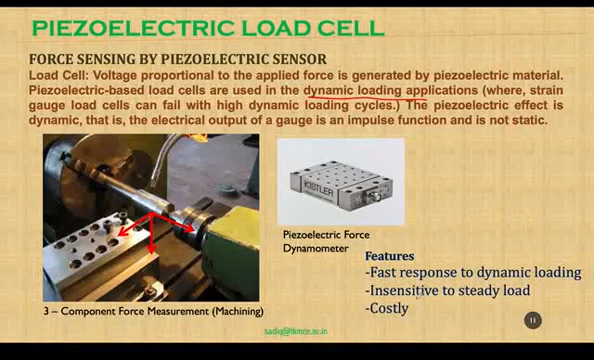 PIEZOELECTRIC LOAD CELL
FORCE SENSING BY PIEZOELECTRIC SENSOR
Load Cell: Voltage proportional to the applied force is generated by piezoelectric material.
Piezoelectric-based load cells are used in the dynamic loading applications (where, strain
gauge load cells can fail with high dynamic loading cycles.) The piezoelectric effect is
dynamic, that is, the electrical output of a gauge is an impulse function and is not static.
KISTLER
Piezoelectric Force
Dynamometer
Features
-Fast response to dynamic loading
-Insensitive to steady load
-Costly
3 – Component Force Measurement (Machining)
sadiq@tkmce.ac.in
11